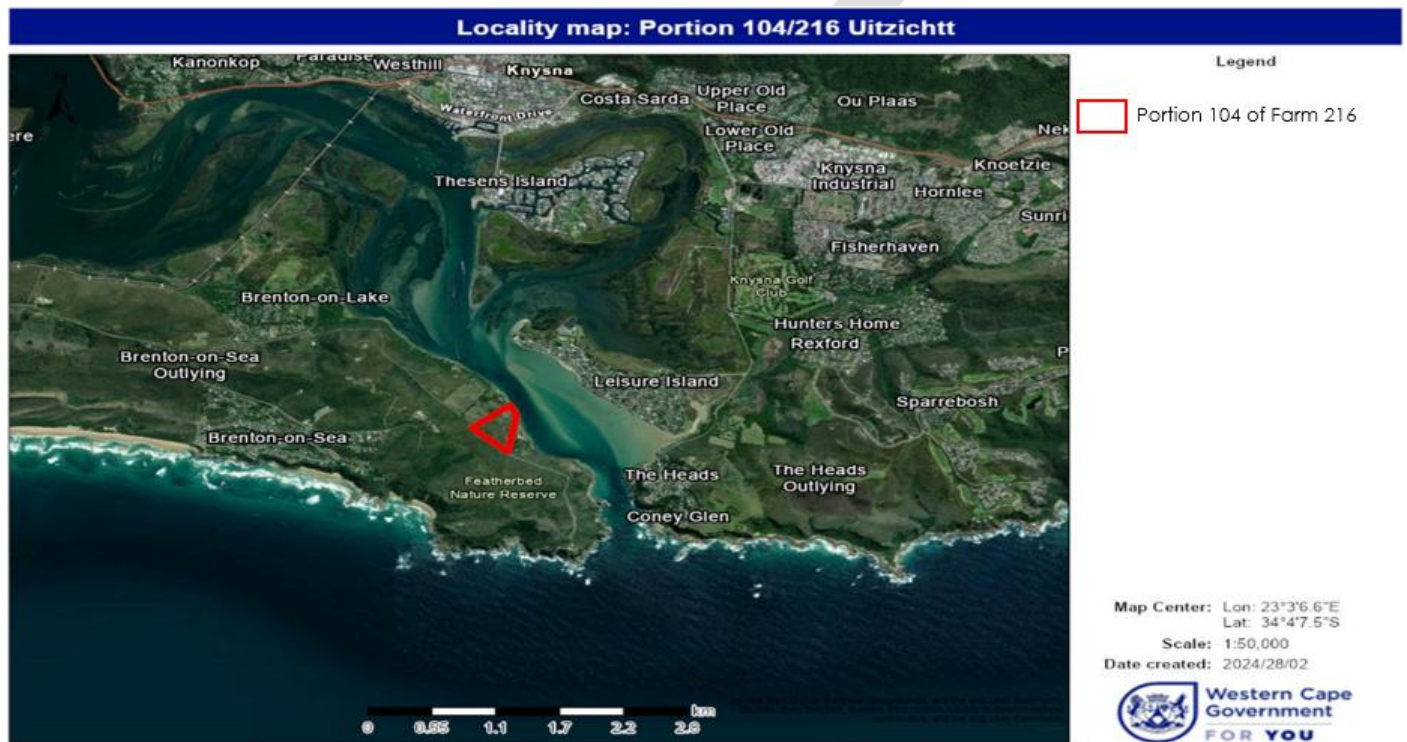 Locality map: Portion 104/216 Uitzichtt
Legend
Portion 104 of Farm 216
Kanonkop
Paradise
Westhill
Knysna
Waterfront Drive
Costa Sarda
Upper Old
Place
Ou Plaas
Lower Old
Place
Knysna
Industrial
Knoetzie
Hornlee
Thesens Island
Fisherhaven
Knysna Golf
Club
Brenton-on-Lake
Hunters Home
Rexford
Brenton-on-Sea
Outlying
Leisure Island
Sparrebosh
Brenton-on-Sea
The Heads
The Heads
Outlying
Featherbed
Nature Reserve
Coney Glen
km
0 0.55 1.1 1.7 2.2 2.8
Map Center: Lon: 23°3'6.6"E
Lat: 34°4'7.5"S
Scale: 1:50,000
Date created: 2024/28/02
Western Cape
Government
FOR YOU